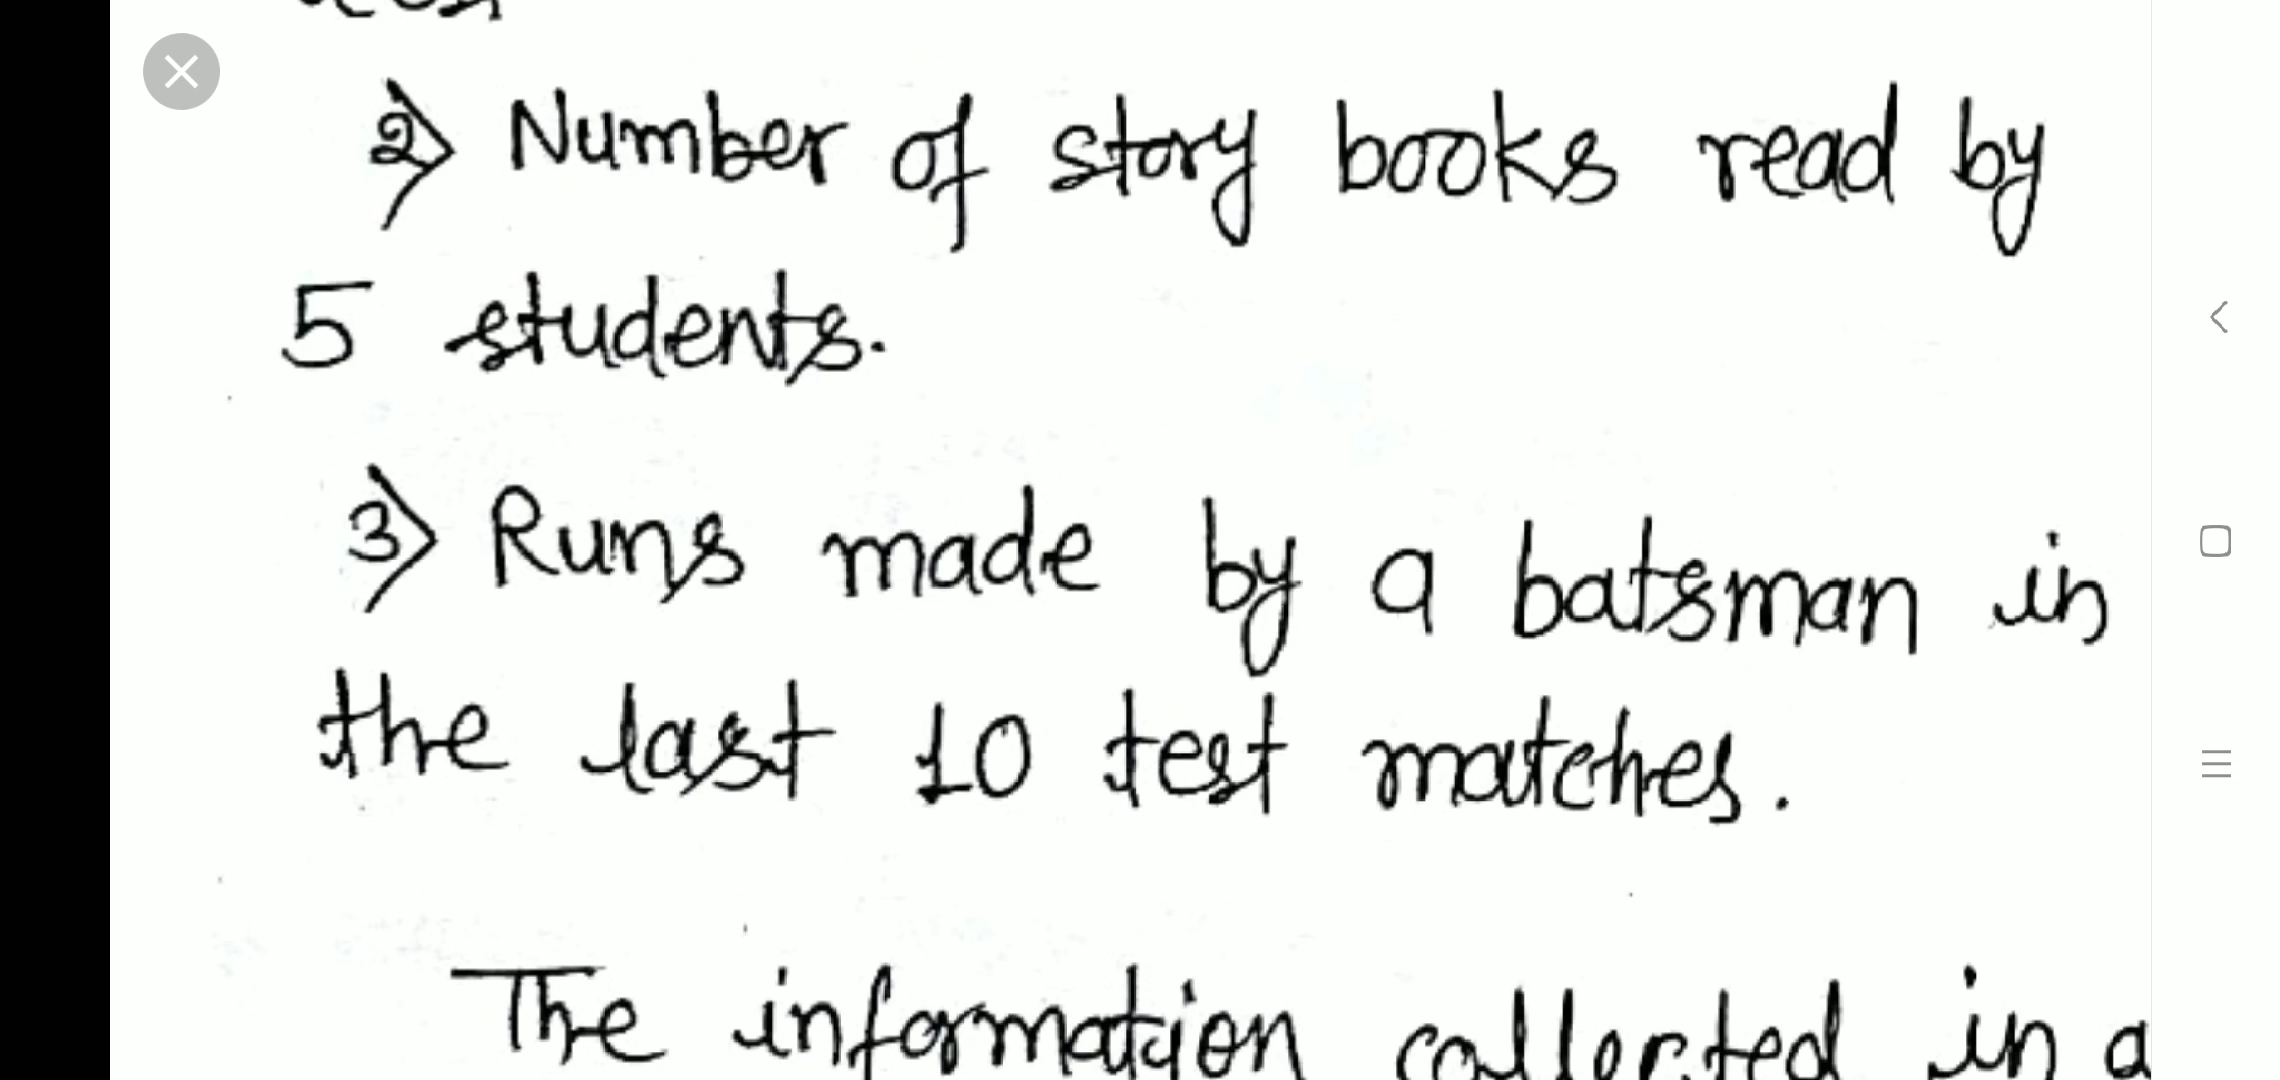 2) Number of story books read by
5 students.
3) Runs made by a batsman in
the last 10 test matches.
The information collected in a